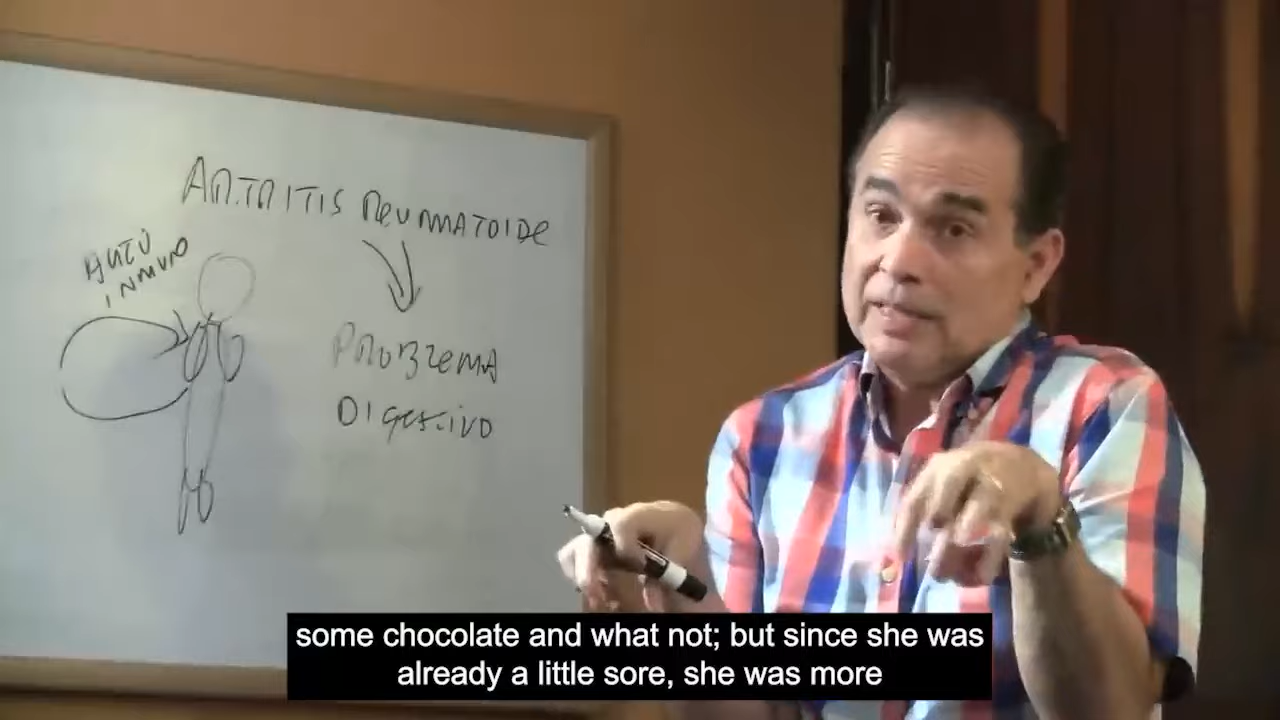 ARTRITIS REUMATOIDE
AUTO
INMUNO
PROBLEMA
DIGESTIVO
some chocolate and what not; but since she was
already a little sore, she was more